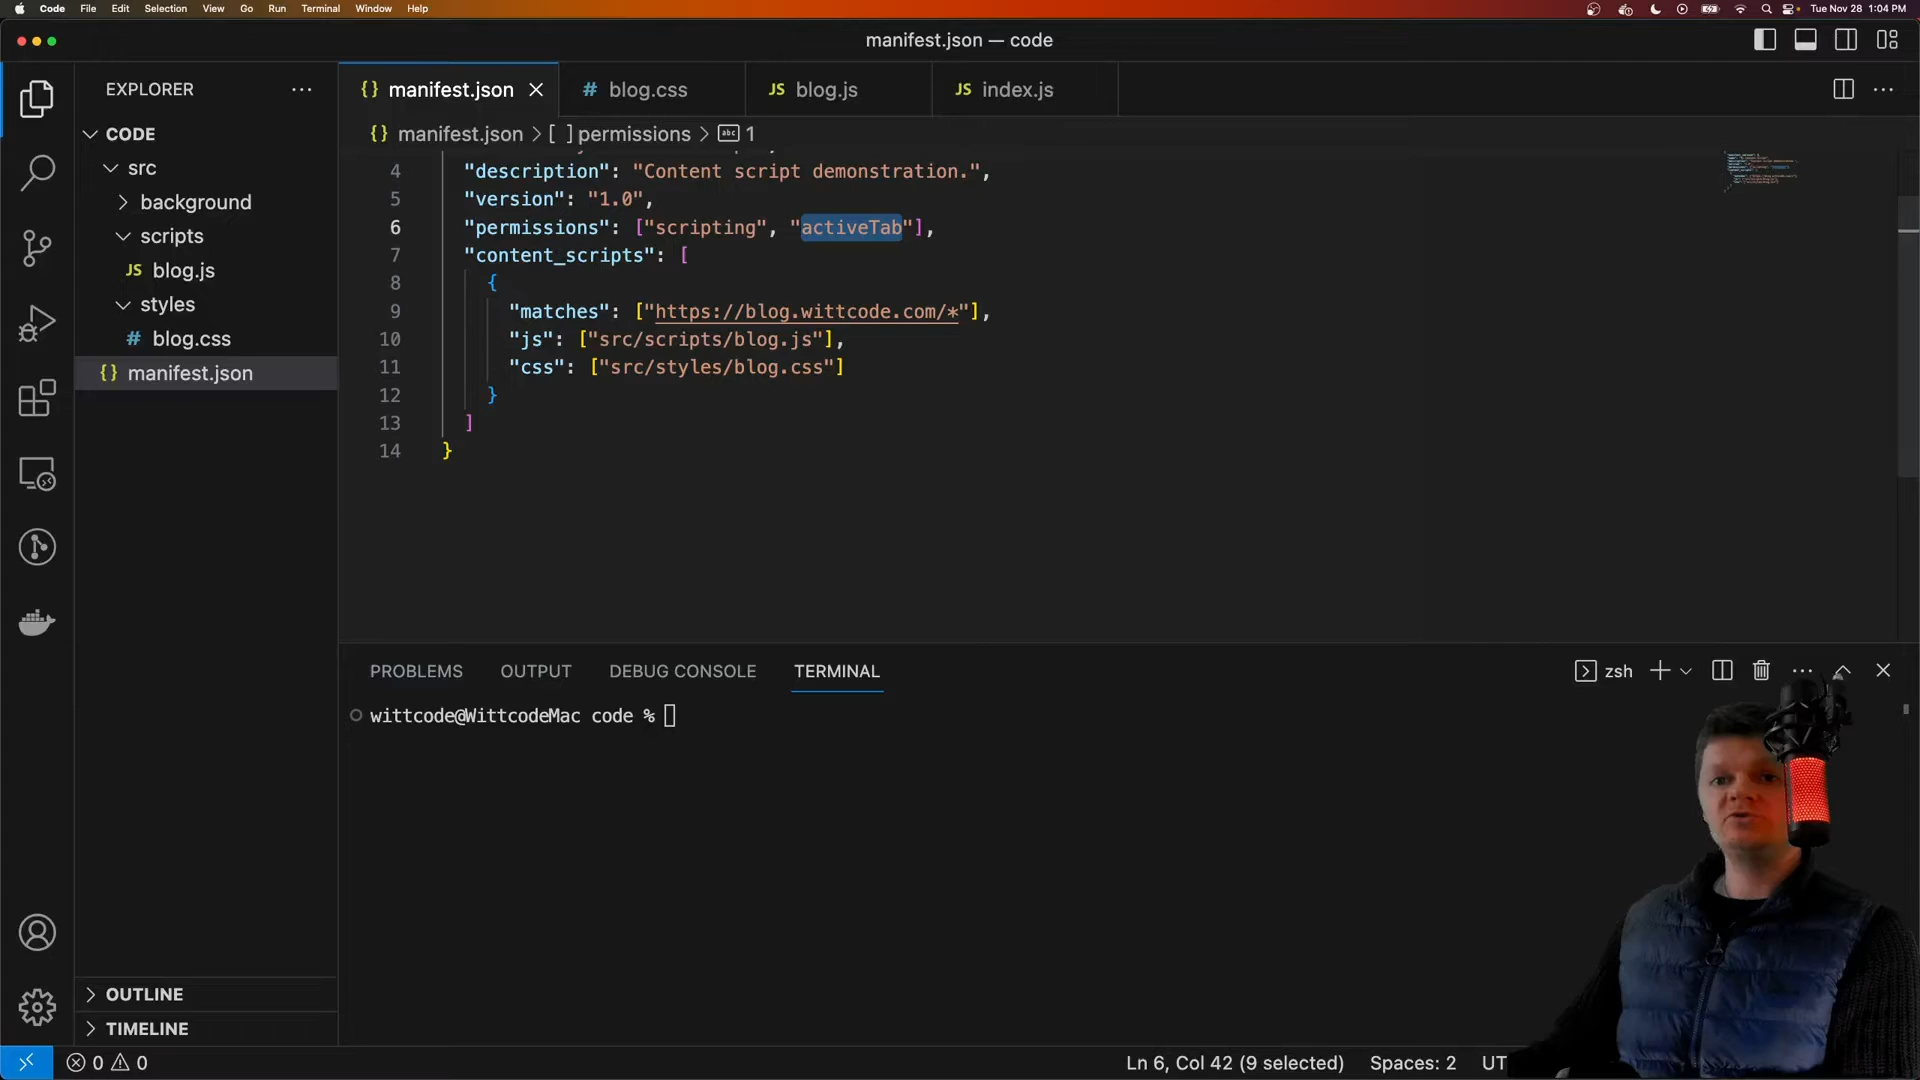 Code File Edit Selection View Go Run Terminal Window Help
Tue Nov 28 1:04 PM
manifest.json — code
EXPLORER
CODE
src
background
scripts
JS blog.js
styles
# blog.css
{} manifest.json
OUTLINE
TIMELINE
{} manifest.json
# blog.css
JS blog.js
JS index.js
{} manifest.json > [ ] permissions > abc 1
4 "description": "Content script demonstration.",
5 "version": "1.0",
6 "permissions": ["scripting", "activeTab"],
7 "content_scripts": [
8 {
9 "matches": ["https://blog.wittcode.com/*"],
10 "js": ["src/scripts/blog.js"],
11 "css": ["src/styles/blog.css"]
12 }
13 ]
14 }
PROBLEMS OUTPUT DEBUG CONSOLE TERMINAL
zsh
wittcode@WittcodeMac code %
0 0
Ln 6, Col 42 (9 selected) Spaces: 2 UT